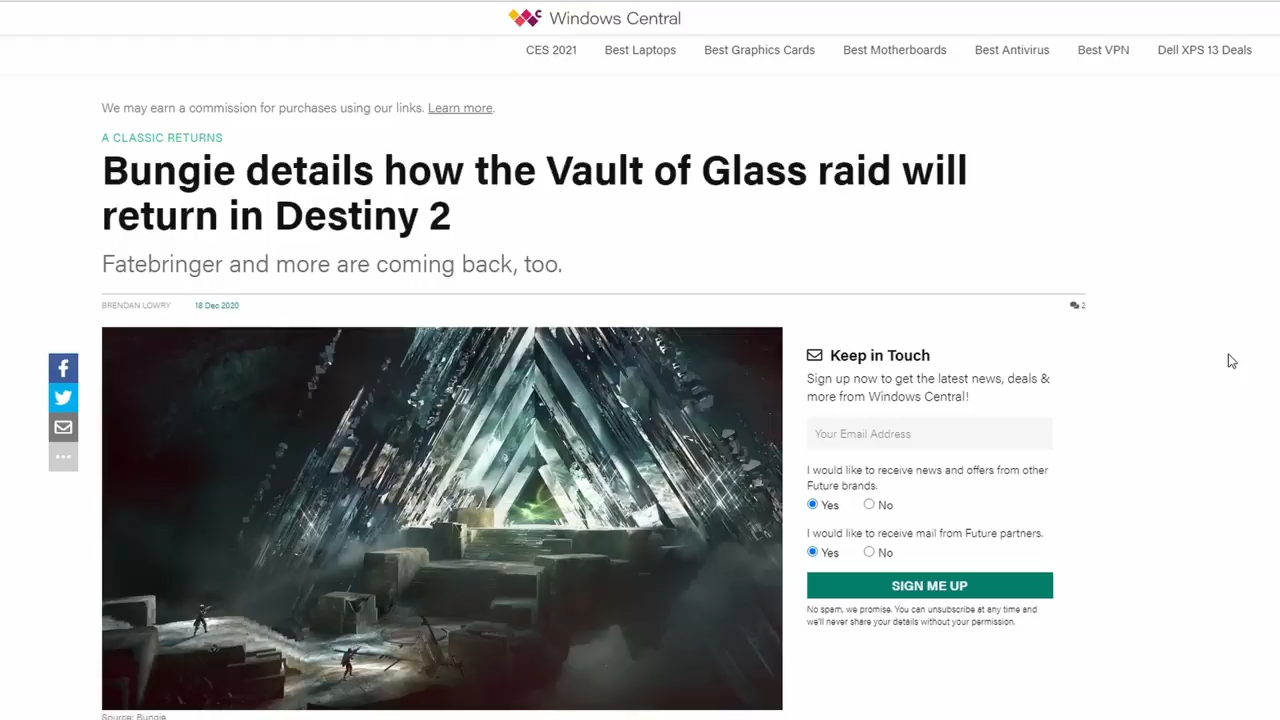 Windows Central
CES 2021 Best Laptops Best Graphics Cards Best Motherboards Best Antivirus Best VPN Dell XPS 13 Deals
We may earn a commission for purchases using our links. Learn more.
A CLASSIC RETURNS
Bungie details how the Vault of Glass raid will
return in Destiny 2
Fatebringer and more are coming back, too.
BRENDAN LOWRY 18 Dec 2020 2
Keep in Touch
Sign up now to get the latest news, deals &
more from Windows Central!
Your Email Address
I would like to receive news and offers from other
Future brands.
Yes No
I would like to receive mail from Future partners.
Yes No
SIGN ME UP
No spam, we promise. You can unsubscribe at any time and
we'll never share your details without your permission.
Source: Bungie